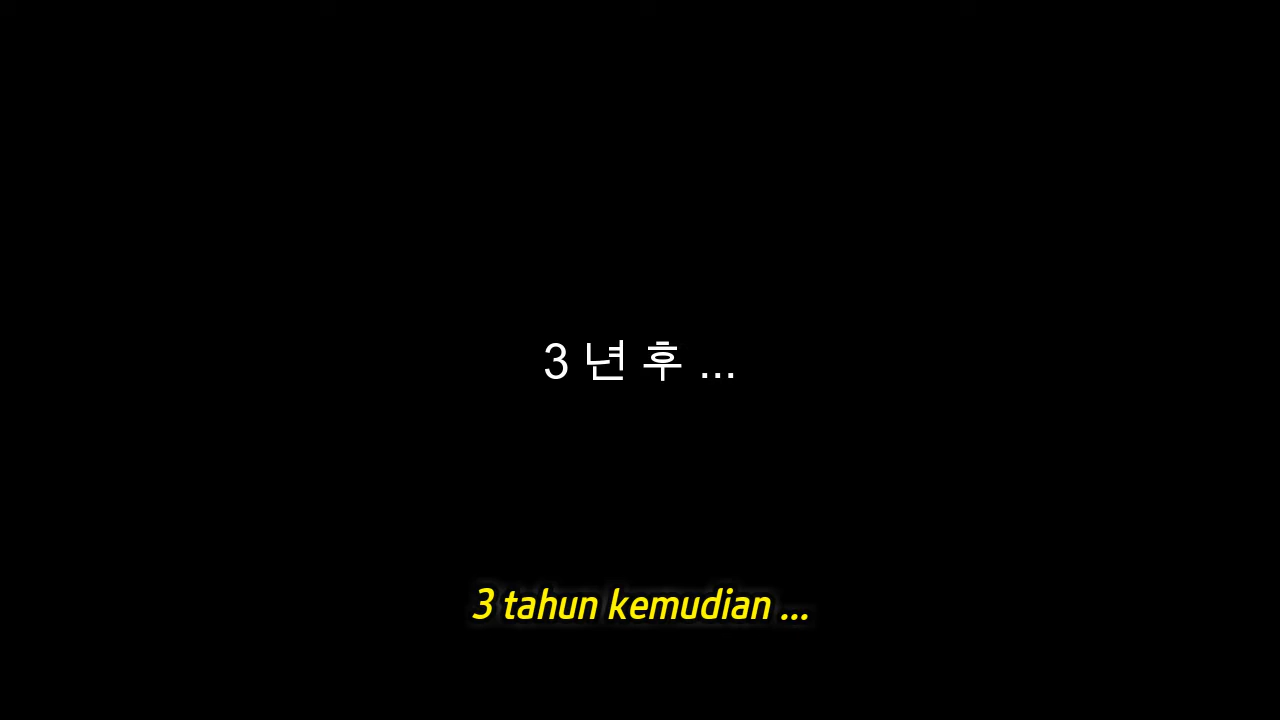 3 년 후 ...
3 tahun kemudian ...